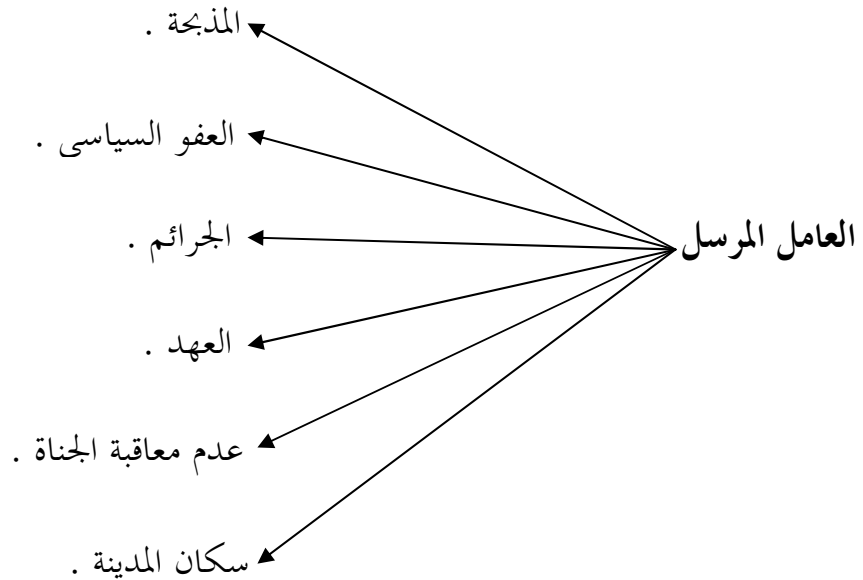 المذبحة .
العفو السياسى .
العامل المرسل
الجرائم .
العهد .
عدم معاقبة الجناة .
سكان المدينة .